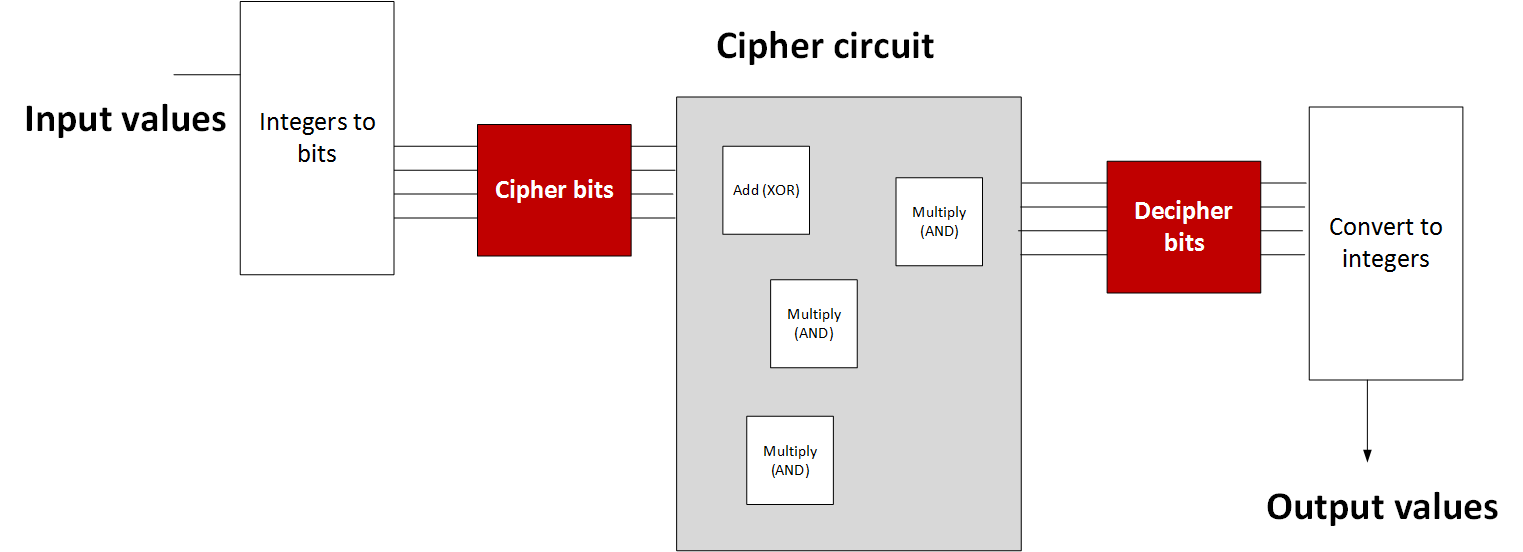 Cipher circuit
Input values
Integers to
bits
Cipher bits
Add (XOR)
Multiply
(AND)
Multiply
(AND)
Multiply
(AND)
Decipher
bits
Convert to
integers
Output values